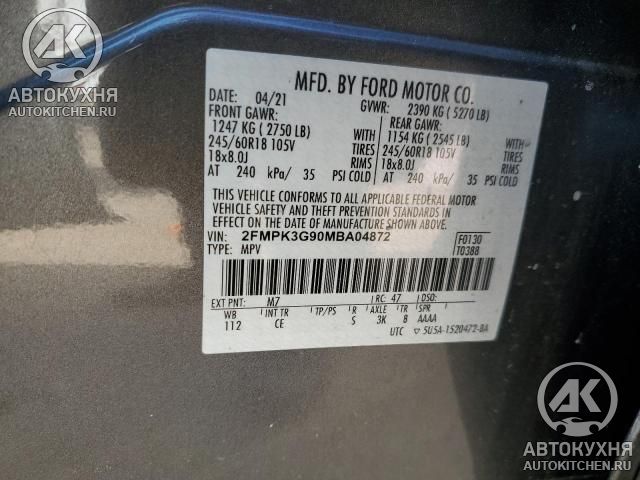 АК
АВТОКУХНЯ
AUTOKITCHEN.RU
MFD. BY FORD MOTOR CO.
DATE: 04/21 GVWR: 2390 KG ( 5270 LB)
FRONT GAWR: REAR GAWR:
1247 KG ( 2750 LB) WITH 1154 KG ( 2545 LB) WITH
245/60R18 105V TIRES 245/60R18 105V TIRES
18x8.0J RIMS 18x8.0J RIMS
AT 240 kPa/ 35 PSI COLD AT 240 kPa/ 35 PSI COLD
THIS VEHICLE CONFORMS TO ALL APPLICABLE FEDERAL MOTOR
VEHICLE SAFETY AND THEFT PREVENTION STANDARDS IN
EFFECT ON THE DATE OF MANUFACTURE SHOWN ABOVE.
VIN: 2FMPK3G90MBA04872 F0130
TYPE: MPV T0388
EXT PNT: M7 RC: 47 DSO:
WB INT TR TP/PS R AXLE TR SPR
112 CE S 3K 8 AAAA
UTC 5U5A-1520472-BA
АК
АВТОКУХНЯ
AUTOKITCHEN.RU